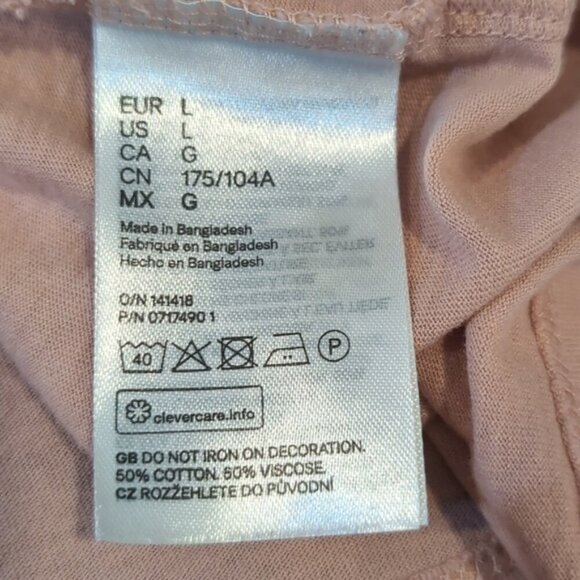 EUR L
US L
CA G
CN 175/104A
MX G
Made in Bangladesh
Fabriqué en Bangladesh
Hecho en Bangladesh
O/N 141418
P/N 0717490 1
40 P
clevercare.info
GB DO NOT IRON ON DECORATION.
50% COTTON. 50% VISCOSE.
CZ ROZŽEHLETE DO PŮVODNÍ